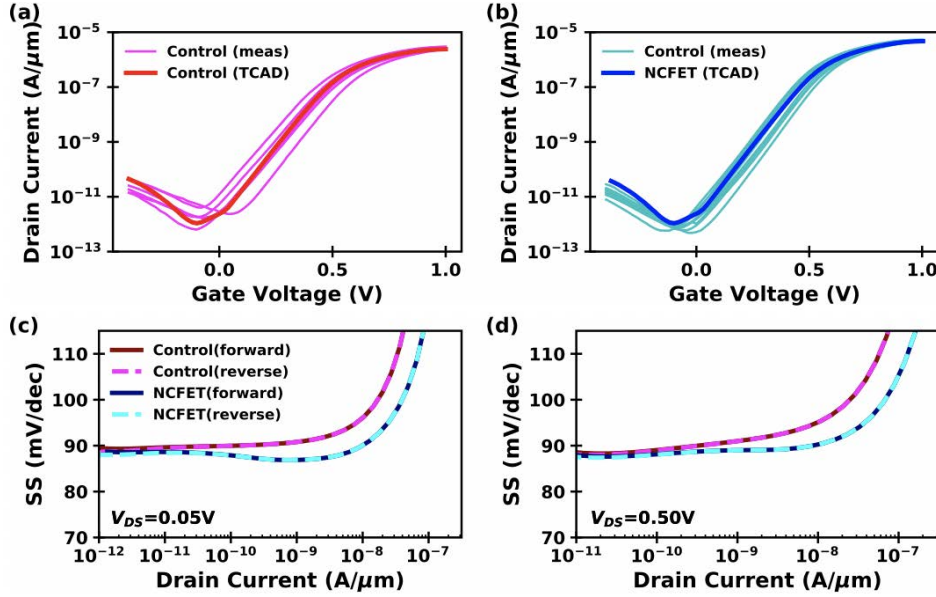 (a)
Drain Current (A/μm)
10⁻⁵
10⁻⁷
10⁻⁹
10⁻¹¹
10⁻¹³
Control (meas)
Control (TCAD)
0.0
0.5
1.0
Gate Voltage (V)
(b)
Drain Current (A/μm)
10⁻⁵
10⁻⁷
10⁻⁹
10⁻¹¹
10⁻¹³
Control (meas)
NCFET (TCAD)
0.0
0.5
1.0
Gate Voltage (V)
(c)
SS (mV/dec)
110
100
90
80
70
Control(forward)
Control(reverse)
NCFET(forward)
NCFET(reverse)
V_DS=0.05V
10⁻¹²
10⁻¹¹
10⁻¹⁰
10⁻⁹
10⁻⁸
10⁻⁷
Drain Current (A/μm)
(d)
SS (mV/dec)
110
100
90
80
70
V_DS=0.50V
10⁻¹¹
10⁻¹⁰
10⁻⁹
10⁻⁸
10⁻⁷
Drain Current (A/μm)